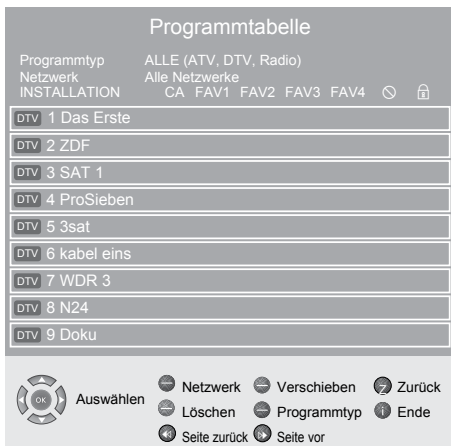 Programmtabelle
Programmtyp ALLE (ATV, DTV, Radio)
Netzwerk Alle Netzwerke
INSTALLATION CA FAV1 FAV2 FAV3 FAV4
DTV 1 Das Erste
DTV 2 ZDF
DTV 3 SAT 1
DTV 4 ProSieben
DTV 5 3sat
DTV 6 kabel eins
DTV 7 WDR 3
DTV 8 N24
DTV 9 Doku
OK Auswählen
Netzwerk Verschieben Zurück
Löschen Programmtyp i Ende
Seite zurück Seite vor